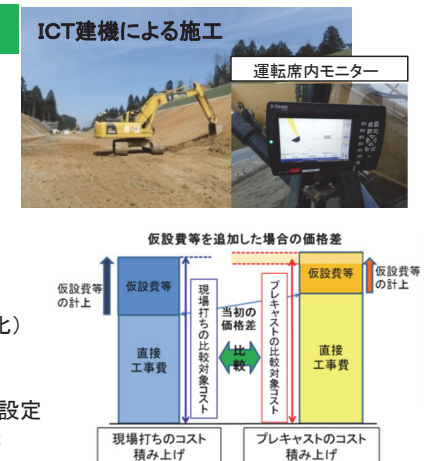 ICT建機による施工
運転席内モニター
仮設費等を追加した場合の価格差
仮設費等
の計上
仮設費等
現場打ちの比較対象コスト
当初の
価格差
比
較
プレキャストの比較対象コスト
仮設費等
仮設費等
の計上
直接
工事費
直接
工事費
化）
設定
現場打ちのコスト
積み上げ
プレキャストのコスト
積み上げ